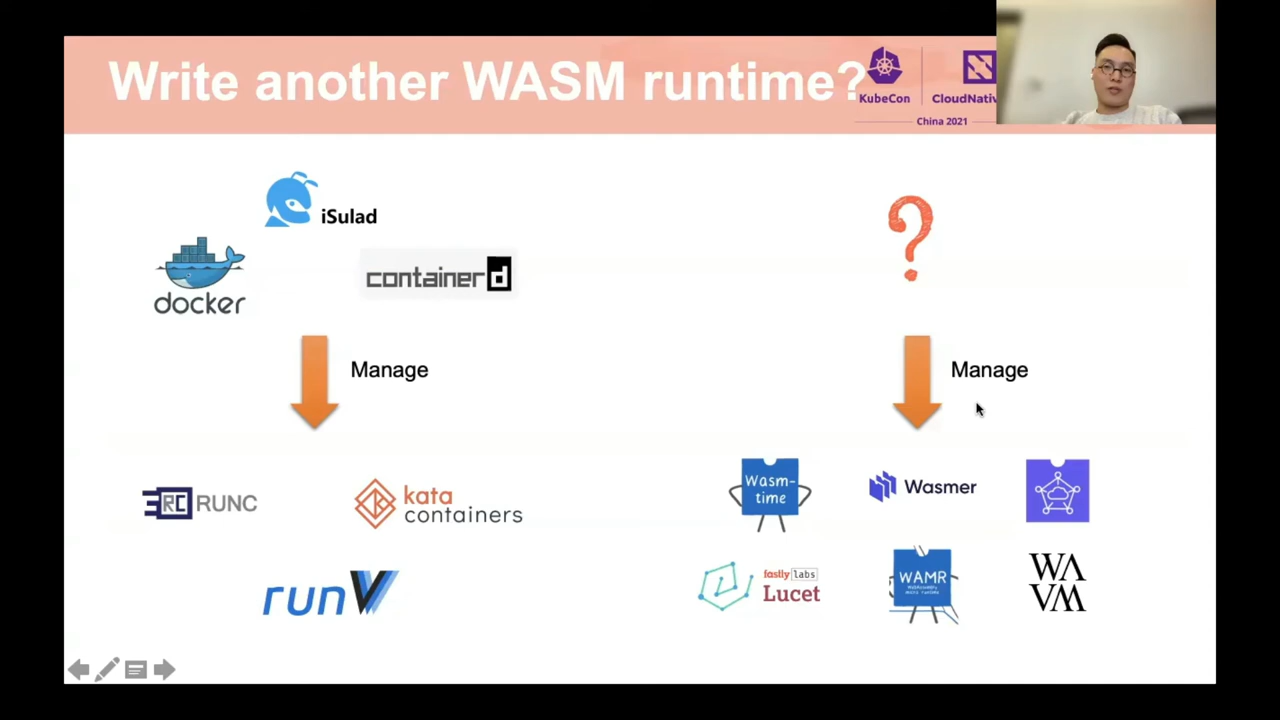 Write another WASM runtime?
KubeCon
CloudNativ
China 2021
iSulad
docker
containerd
Manage
Manage
RC RUNC
kata
containers
runV
Wasm-
time
Wasmer
fastly labs
Lucet
WAMR
WA
VM